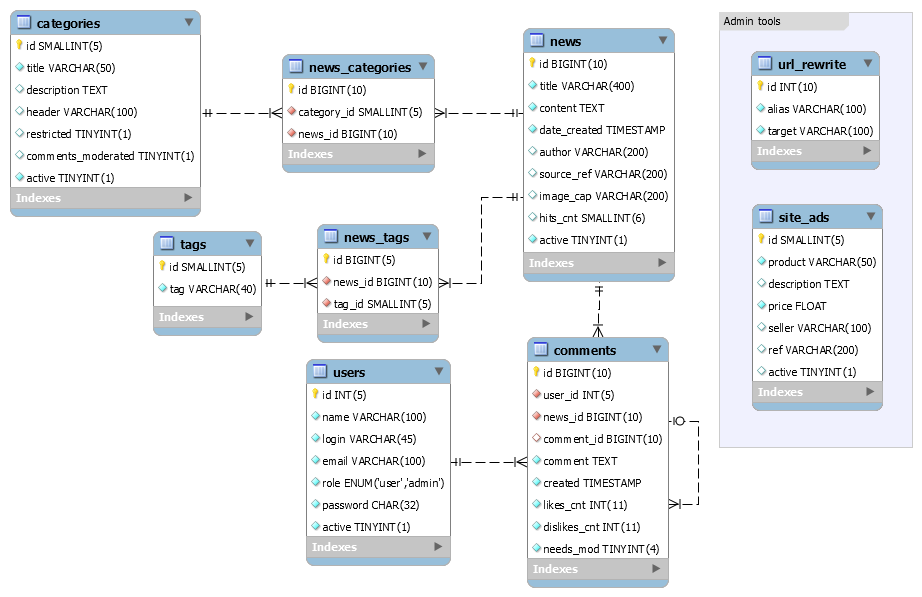 categories
id SMALLINT(5)
title VARCHAR(50)
description TEXT
header VARCHAR(100)
restricted TINYINT(1)
comments_moderated TINYINT(1)
active TINYINT(1)
Indexes
news_categories
id BIGINT(10)
category_id SMALLINT(5)
news_id BIGINT(10)
Indexes
news
id BIGINT(10)
title VARCHAR(400)
content TEXT
date_created TIMESTAMP
author VARCHAR(200)
source_ref VARCHAR(200)
image_cap VARCHAR(200)
hits_cnt SMALLINT(6)
active TINYINT(1)
Indexes
tags
id SMALLINT(5)
tag VARCHAR(40)
Indexes
news_tags
id BIGINT(5)
news_id BIGINT(10)
tag_id SMALLINT(5)
Indexes
users
id INT(5)
name VARCHAR(100)
login VARCHAR(45)
email VARCHAR(100)
role ENUM('user','admin')
password CHAR(32)
active TINYINT(1)
Indexes
comments
id BIGINT(10)
user_id INT(5)
news_id BIGINT(10)
comment_id BIGINT(10)
comment TEXT
created TIMESTAMP
likes_cnt INT(11)
dislikes_cnt INT(11)
needs_mod TINYINT(4)
Indexes
Admin tools
url_rewrite
id INT(10)
alias VARCHAR(100)
target VARCHAR(100)
Indexes
site_ads
id SMALLINT(5)
product VARCHAR(50)
description TEXT
price FLOAT
seller VARCHAR(100)
ref VARCHAR(200)
active TINYINT(1)
Indexes